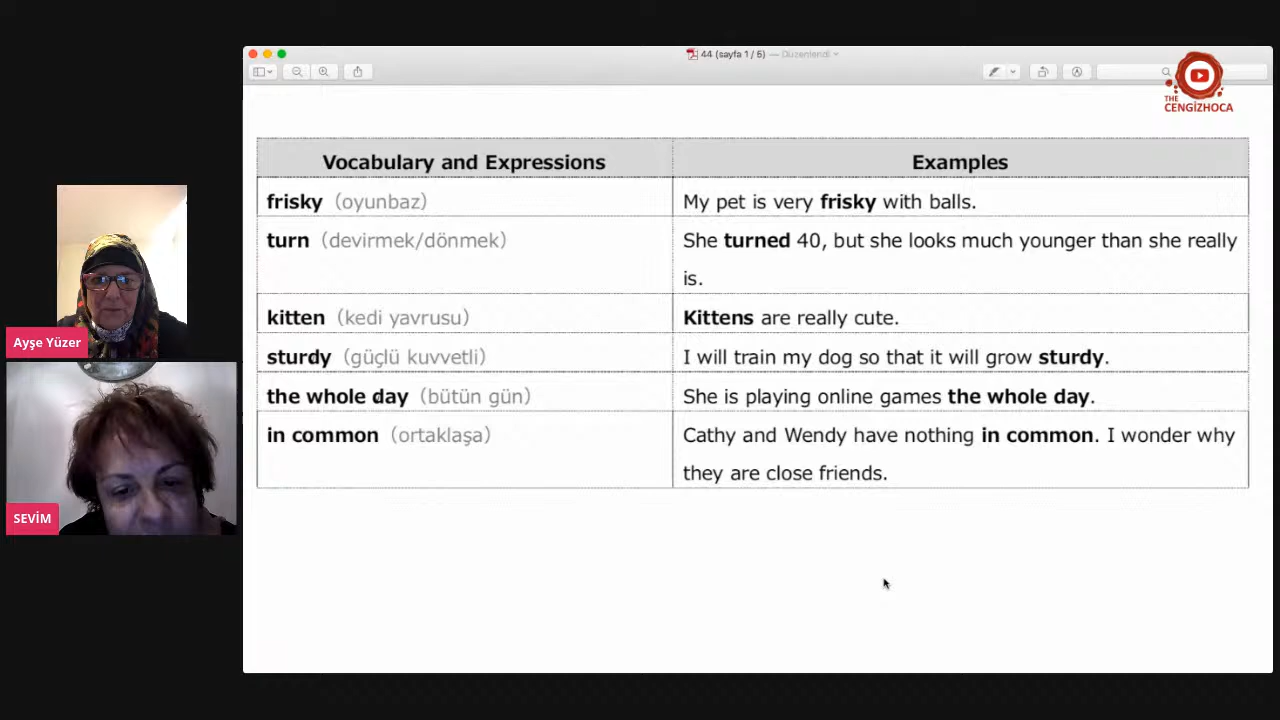 44 (sayfa 1 / 6) — Düzenlendi
THE
CENGİZHOCA
Vocabulary and Expressions
Examples
frisky (oyunbaz)
My pet is very frisky with balls.
turn (devirmek/dönmek)
She turned 40, but she looks much younger than she really
is.
kitten (kedi yavrusu)
Kittens are really cute.
sturdy (güçlü kuvvetli)
I will train my dog so that it will grow sturdy.
the whole day (bütün gün)
She is playing online games the whole day.
in common (ortaklaşa)
Cathy and Wendy have nothing in common. I wonder why
they are close friends.
Ayşe Yüzer
SEVİM